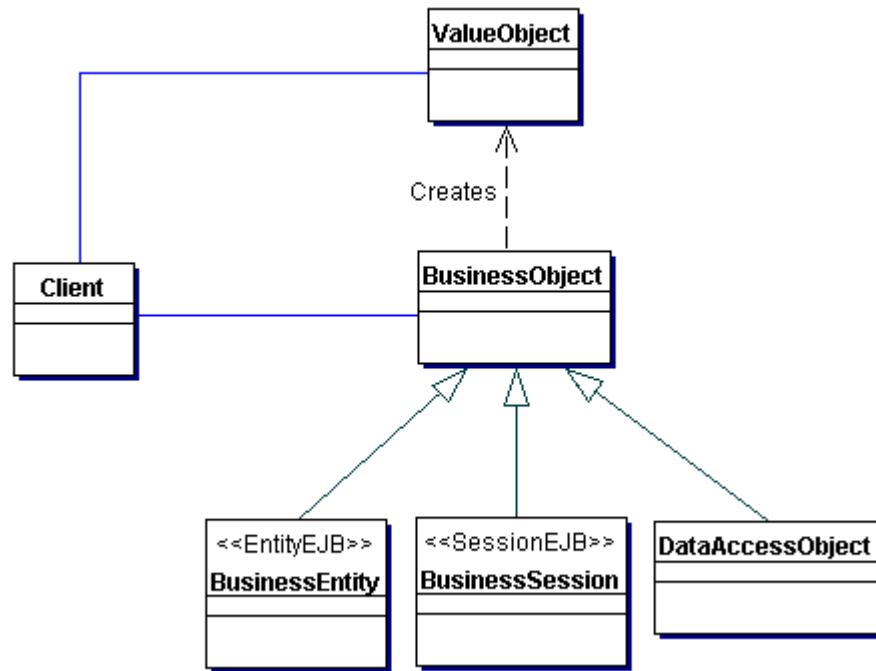 ValueObject
Creates
Client
BusinessObject
<<EntityEJB>>
BusinessEntity
<<SessionEJB>>
BusinessSession
DataAccessObject